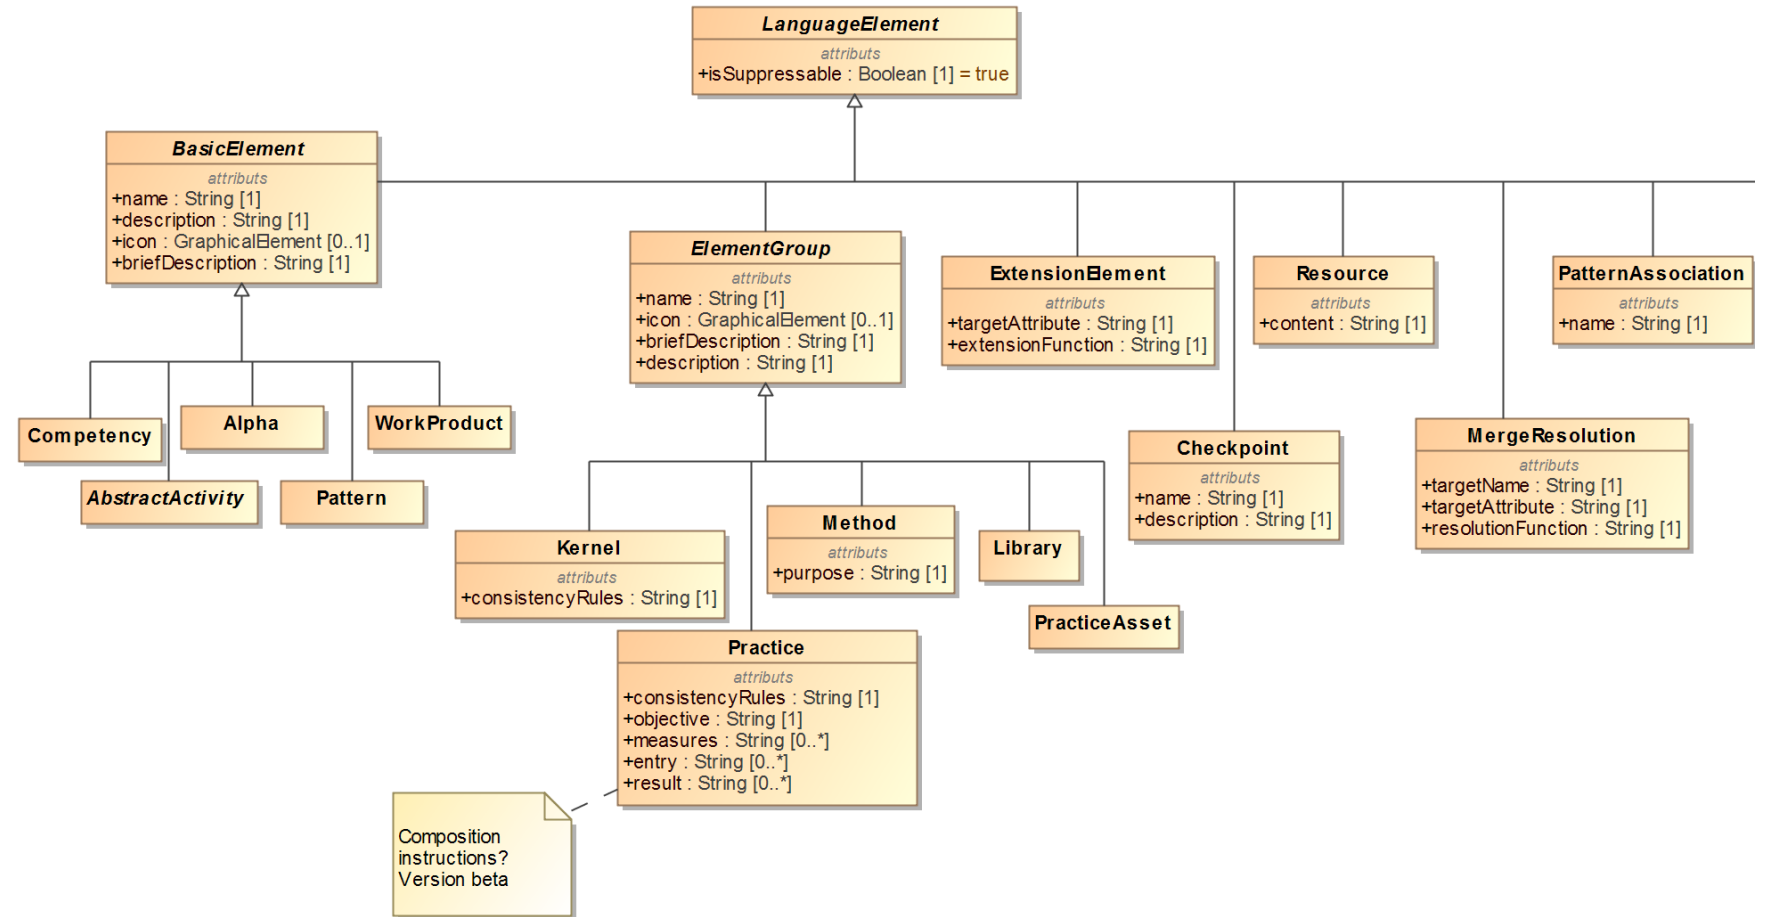 LanguageElement
attributs
+isSuppressable : Boolean [1] = true
BasicElement
attributs
+name : String [1]
+description : String [1]
+icon : GraphicalElement [0..1]
+briefDescription : String [1]
ElementGroup
attributs
+name : String [1]
+icon : GraphicalElement [0..1]
+briefDescription : String [1]
+description : String [1]
ExtensionElement
attributs
+targetAttribute : String [1]
+extensionFunction : String [1]
Resource
attributs
+content : String [1]
PatternAssociation
attributs
+name : String [1]
Competency
Alpha
WorkProduct
AbstractActivity
Pattern
Checkpoint
attributs
+name : String [1]
+description : String [1]
MergeResolution
attributs
+targetName : String [1]
+targetAttribute : String [1]
+resolutionFunction : String [1]
Kernel
attributs
+consistencyRules : String [1]
Method
attributs
+purpose : String [1]
Library
PracticeAsset
Practice
attributs
+consistencyRules : String [1]
+objective : String [1]
+measures : String [0..*]
+entry : String [0..*]
+result : String [0..*]
Composition
instructions?
Version beta